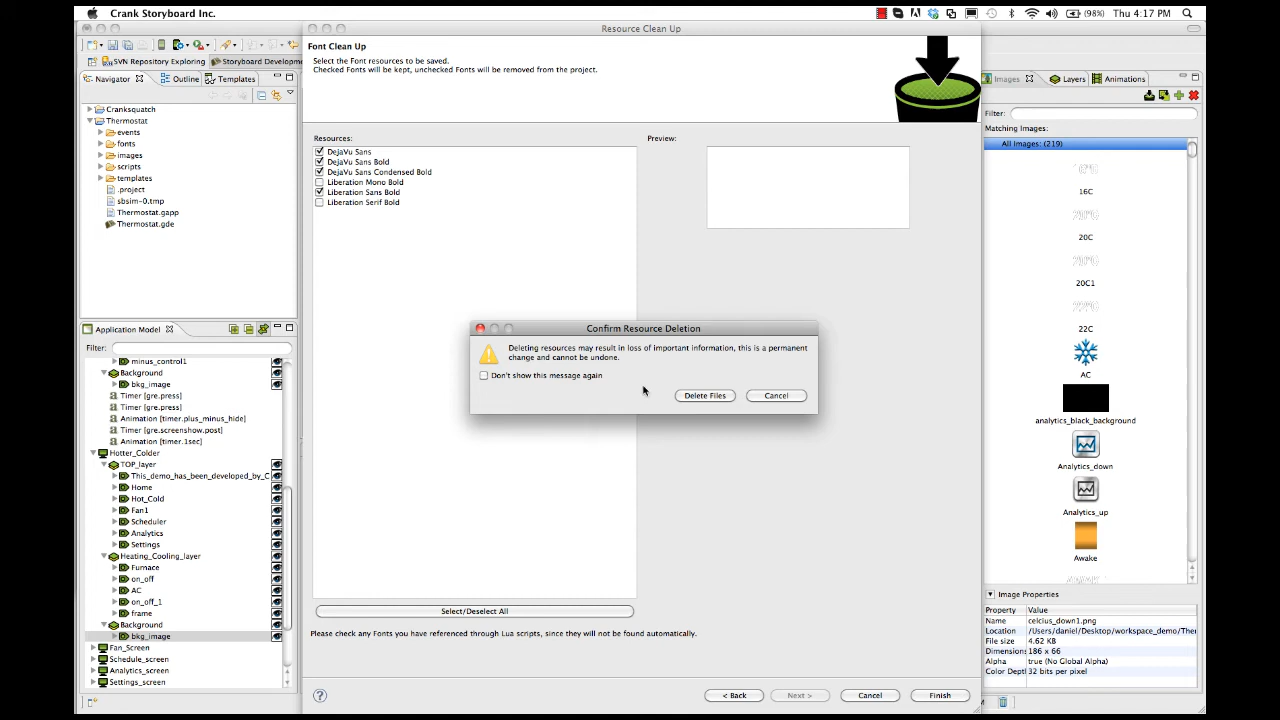 Crank Storyboard Inc.
(98%) Thu 4:17 PM
Resource Clean Up
Font Clean Up
Select the Font resources to be saved.
Checked Fonts will be kept, unchecked Fonts will be removed from the project.
SVN Repository Exploring
Storyboard Developme
Navigator
Outline
Templates
Cranksquatch
Thermostat
events
fonts
images
scripts
templates
.project
sbsim-0.tmp
Thermostat.gapp
Thermostat.gde
Application Model
Filter:
minus_control1
Background
bkg_image
Timer [gre.press]
Timer [gre.press]
Animation [timer.plus_minus_hide]
Timer [gre.screenshow.post]
Animation [timer.1sec]
Hotter_Colder
TOP_layer
This_demo_has_been_developed_by_C
Home
Hot_Cold
Fan1
Scheduler
Analytics
Settings
Heating_Cooling_layer
Furnace
on_off
AC
on_off_1
frame
Background
bkg_image
Fan_Screen
Schedule_screen
Analytics_screen
Settings_screen
Resources:
DejaVu Sans
DejaVu Sans Bold
DejaVu Sans Condensed Bold
Liberation Mono Bold
Liberation Sans Bold
Liberation Serif Bold
Preview:
Confirm Resource Deletion
Deleting resources may result in loss of important information, this is a permanent
change and cannot be undone.
Don't show this message again
Delete Files
Cancel
Select/Deselect All
Please check any Fonts you have referenced through Lua scripts, since they will not be found automatically.
?
< Back
Next >
Cancel
Finish
Images
Layers
Animations
Filter:
Matching Images:
All Images: (219)
16C
20C
20C1
22C
AC
analytics_black_background
Analytics_down
Analytics_up
Awake
Image Properties
Property Value
Name celcius_down1.png
Location /Users/daniel/Desktop/workspace_demo/The
File size 4.62 KB
Dimensions 186 x 66
Alpha true (No Global Alpha)
Color Dept 32 bits per pixel